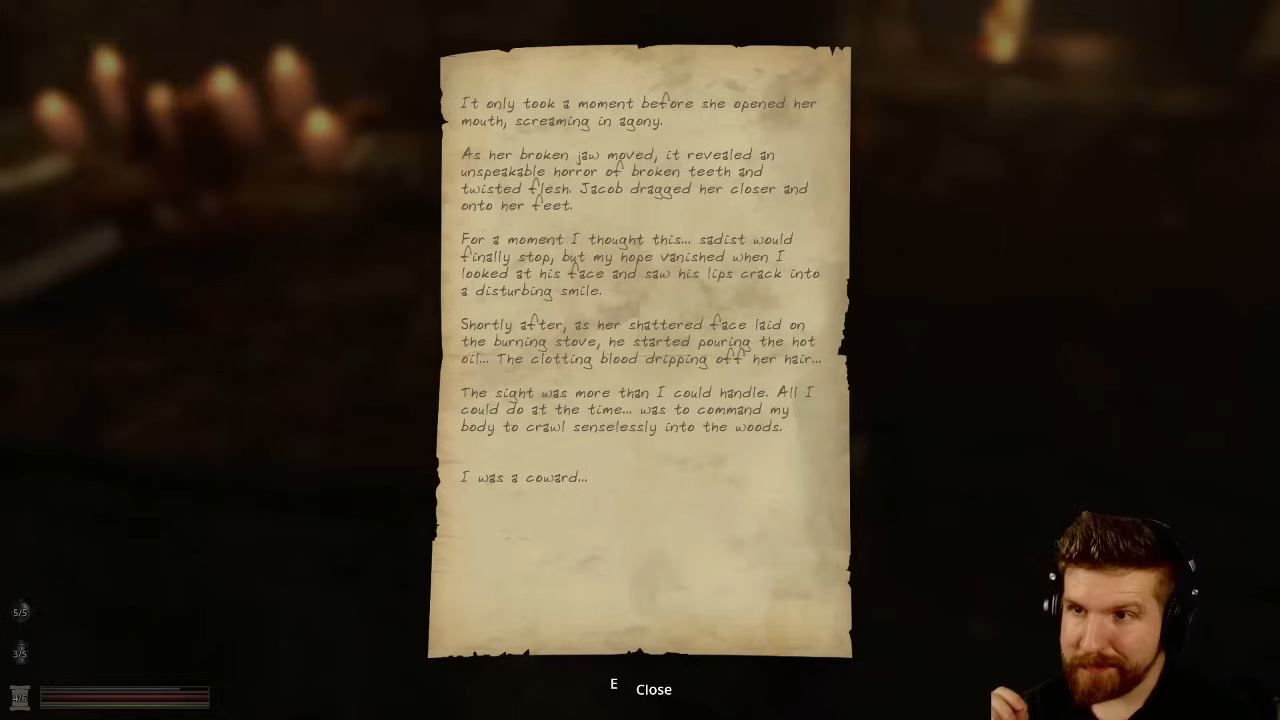 It only took a moment before she opened her
mouth, screaming in agony.
As her broken jaw moved, it revealed an
unspeakable horror of broken teeth and
twisted flesh. Jacob dragged her closer and
onto her feet.
For a moment I thought this... sadist would
finally stop, but my hope vanished when I
looked at his face and saw his lips crack into
a disturbing smile.
Shortly after, as her shattered face laid on
the burning stove, he started pouring the hot
oil... The clotting blood dripping off her hair...
The sight was more than I could handle. All I
could do at the time... was to command my
body to crawl senselessly into the woods.
I was a coward...
5/5
3/5
4/6
E Close